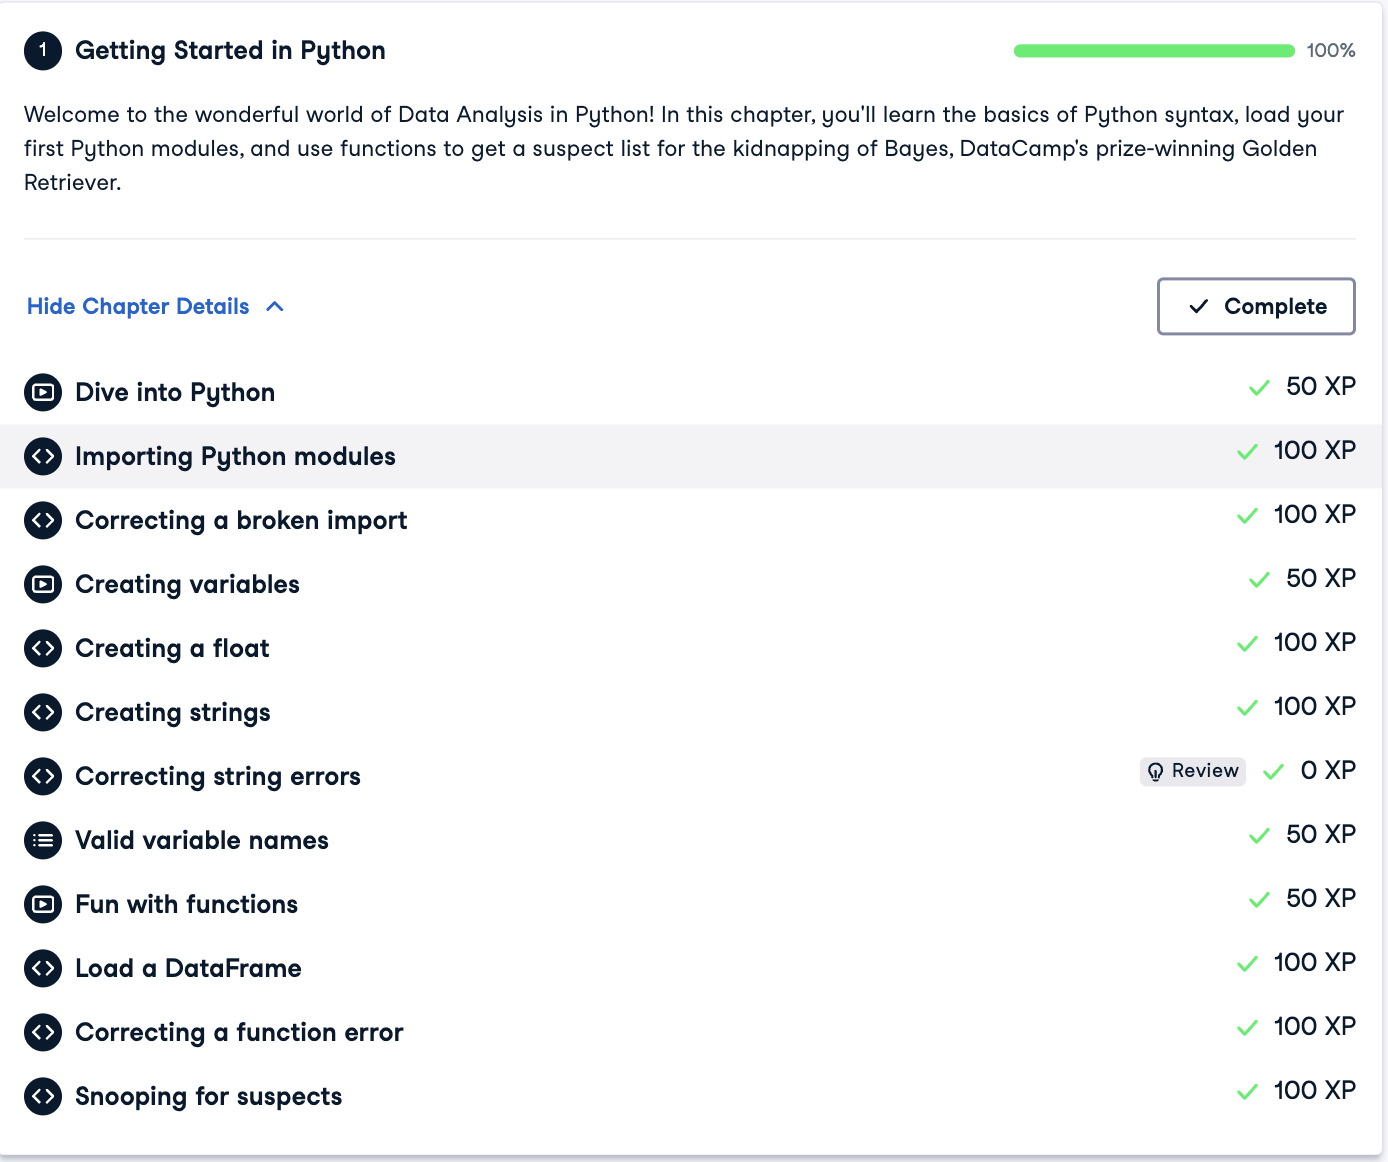 1 Getting Started in Python 100%
Welcome to the wonderful world of Data Analysis in Python! In this chapter, you'll learn the basics of Python syntax, load your
first Python modules, and use functions to get a suspect list for the kidnapping of Bayes, DataCamp's prize-winning Golden
Retriever.
Hide Chapter Details Complete
Dive into Python 50 XP
Importing Python modules 100 XP
Correcting a broken import 100 XP
Creating variables 50 XP
Creating a float 100 XP
Creating strings 100 XP
Correcting string errors Review 0 XP
Valid variable names 50 XP
Fun with functions 50 XP
Load a DataFrame 100 XP
Correcting a function error 100 XP
Snooping for suspects 100 XP